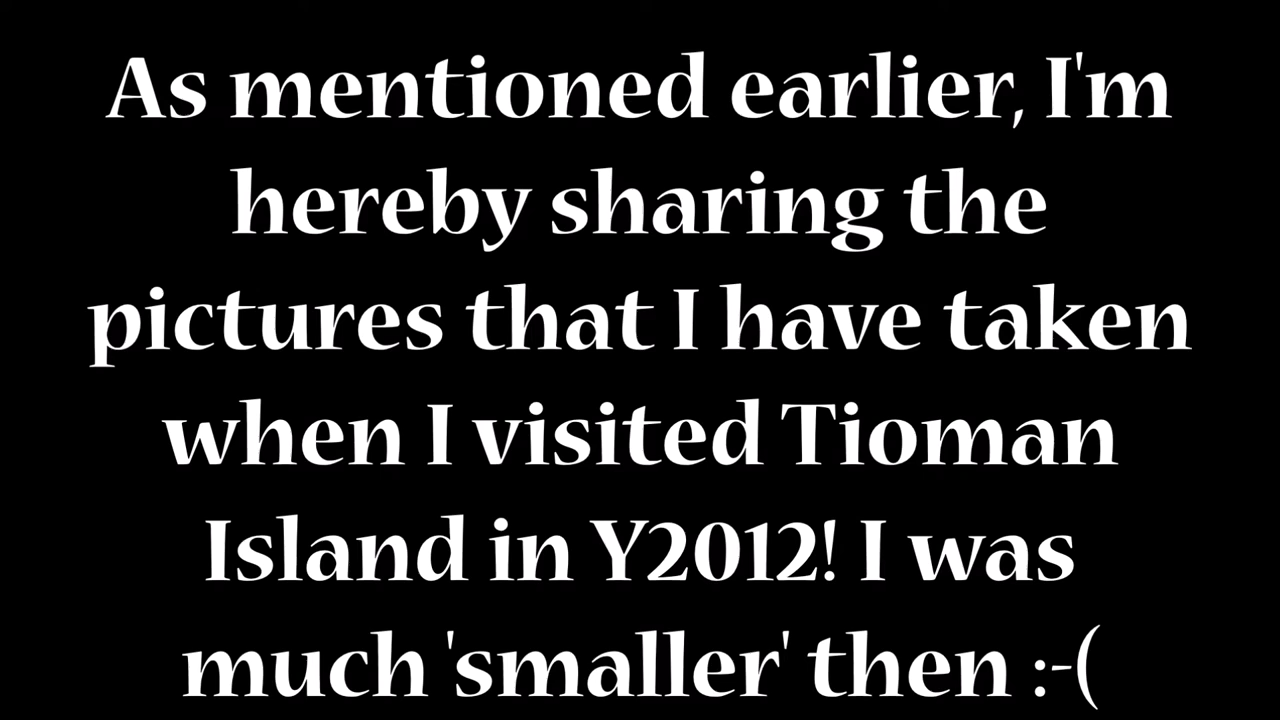 As mentioned earlier, I'm
hereby sharing the
pictures that I have taken
when I visited Tioman
Island in Y2012! I was
much 'smaller' then :-(